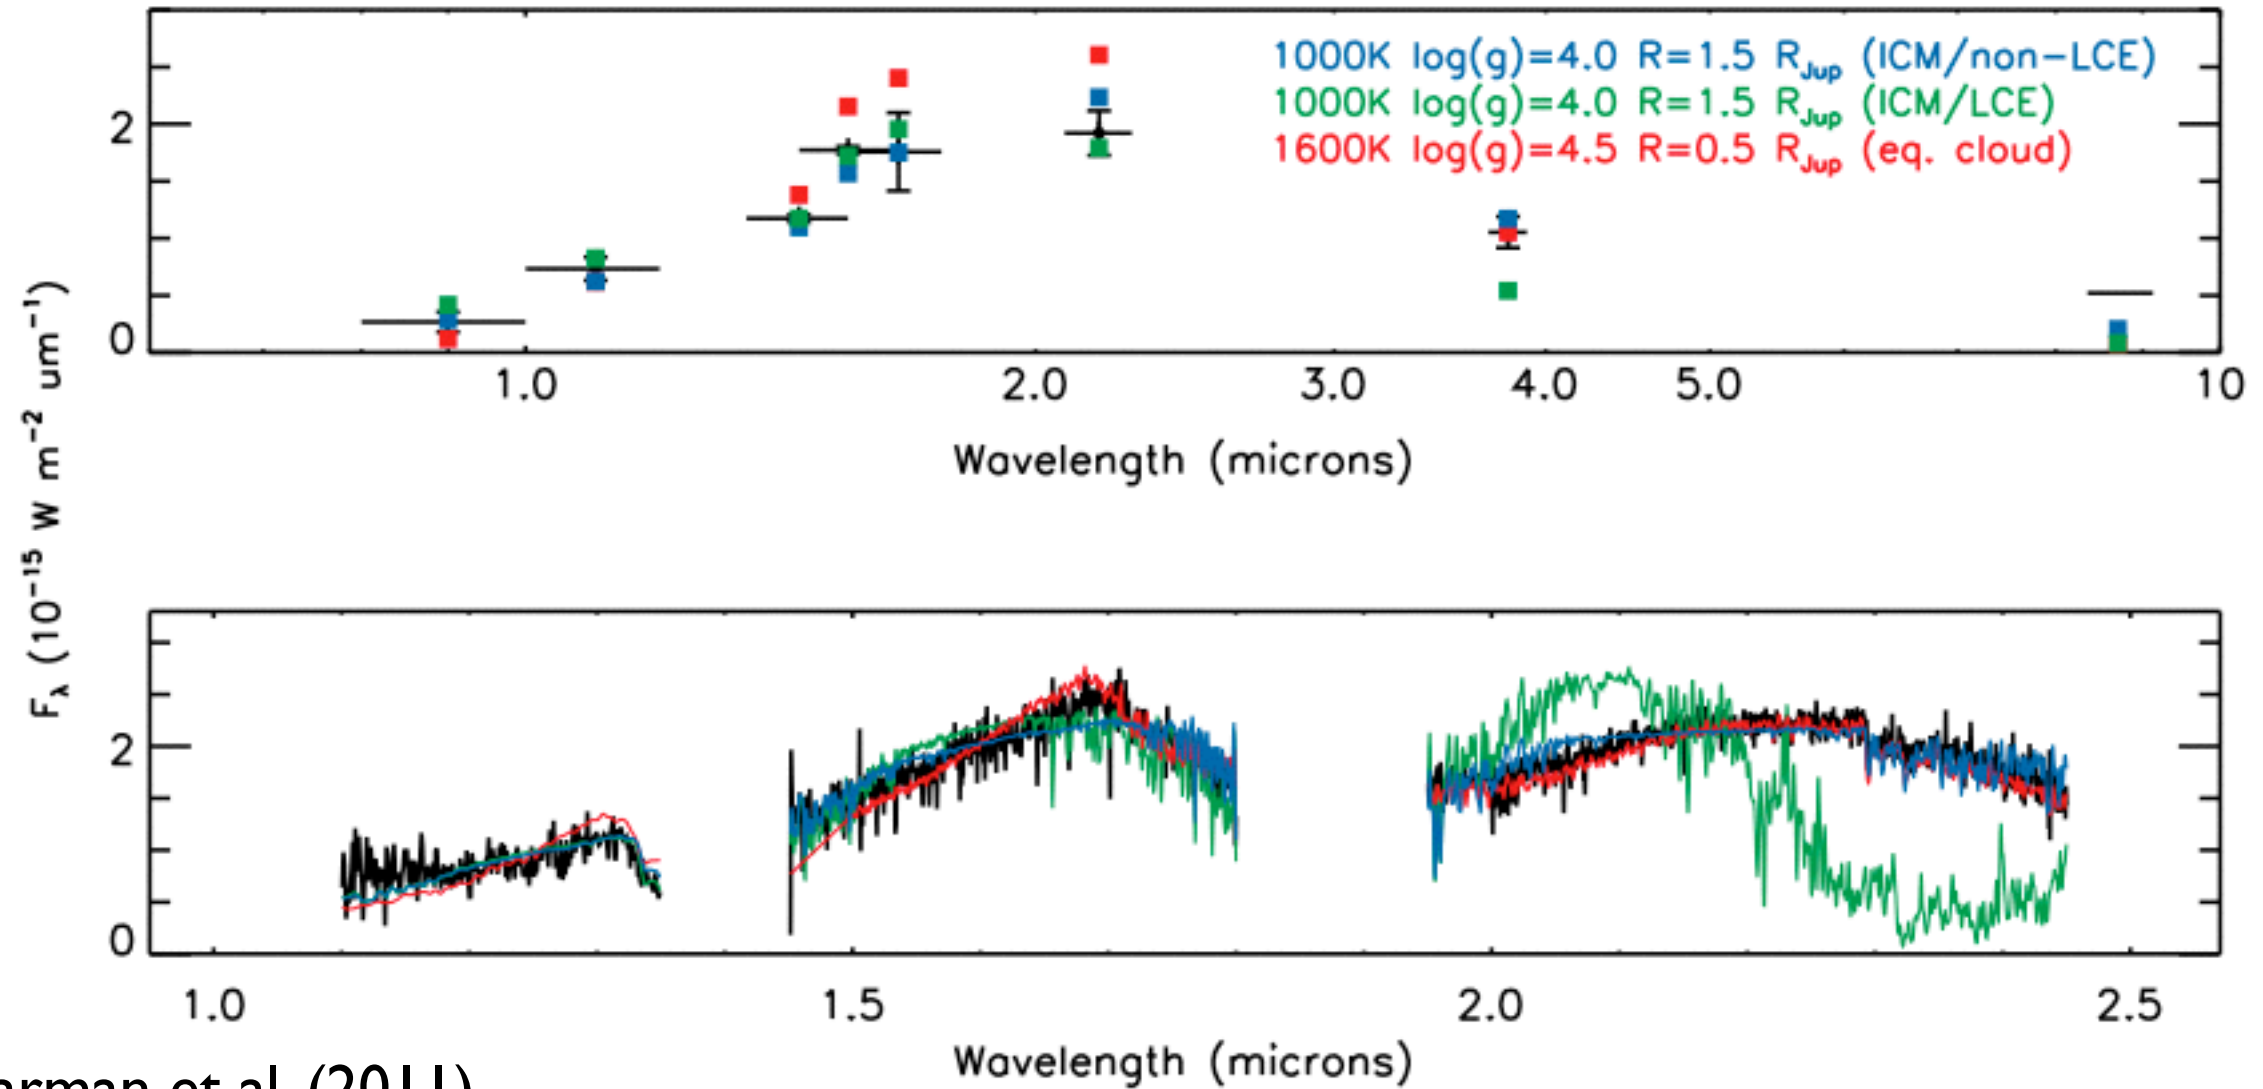 1000K log(g)=4.0 R=1.5 RJup (ICM/non-LCE)
1000K log(g)=4.0 R=1.5 RJup (ICM/LCE)
1600K log(g)=4.5 R=0.5 RJup (eq. cloud)
2
0
1.0 2.0 3.0 4.0 5.0 10
Wavelength (microns)
Fλ (10⁻¹⁵ W m⁻² um⁻¹)
2
0
1.0 1.5 2.0 2.5
Wavelength (microns)
et al. (2011)